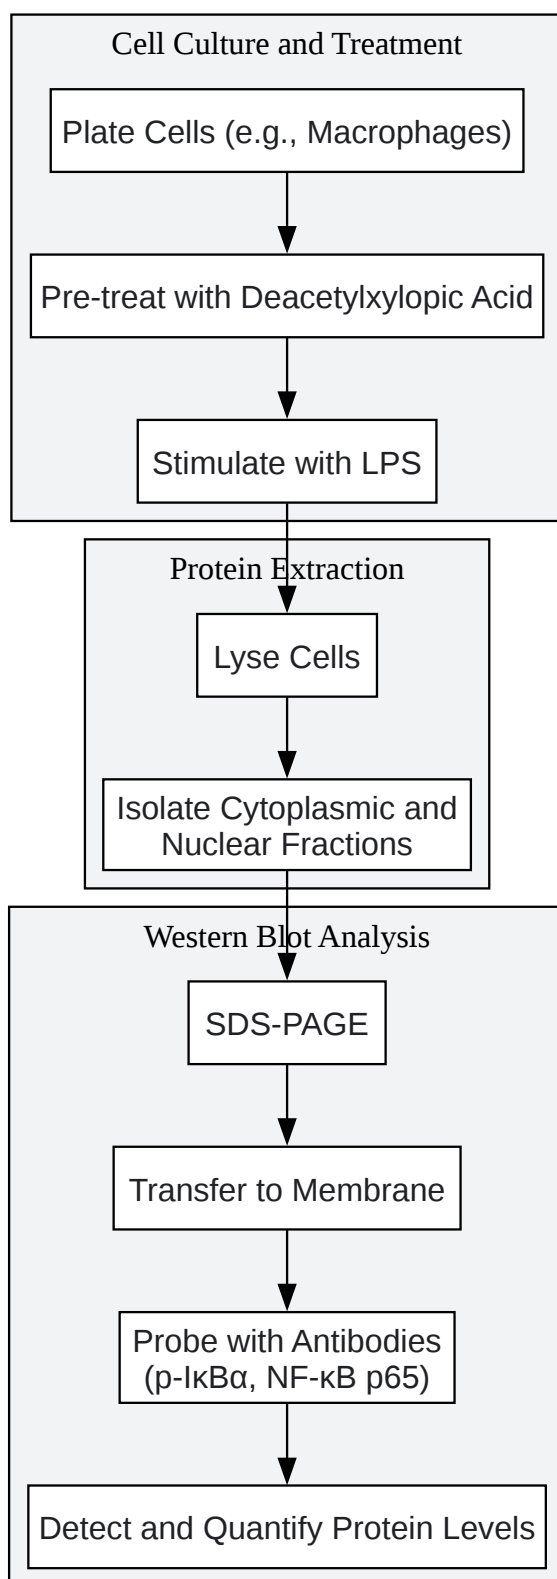 Cell Culture and Treatment
Plate Cells (e.g., Macrophages)
Pre-treat with Deacetylxylopic Acid
Stimulate with LPS
Protein Extraction
Lyse Cells
Isolate Cytoplasmic and
Nuclear Fractions
Western Blot Analysis
SDS-PAGE
Transfer to Membrane
Probe with Antibodies
(p-IκBα, NF-κB p65)
Detect and Quantify Protein Levels